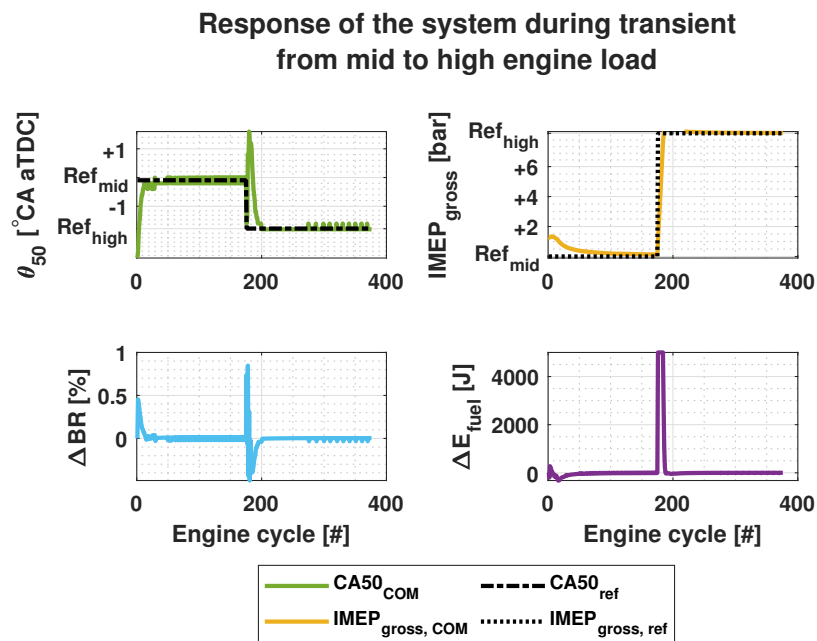 Response of the system during transient
from mid to high engine load
θ50 [°CA aTDC]
+1
Refmid
-1
Refhigh
0 200 400
IMEPgross [bar]
Refhigh
+6
+4
+2
Refmid
0 200 400
ΔBR [%]
1
0.5
0
0 200 400
Engine cycle [#]
ΔEfuel [J]
4000
2000
0
0 200 400
Engine cycle [#]
CA50COM CA50ref
IMEPgross, COM IMEPgross, ref